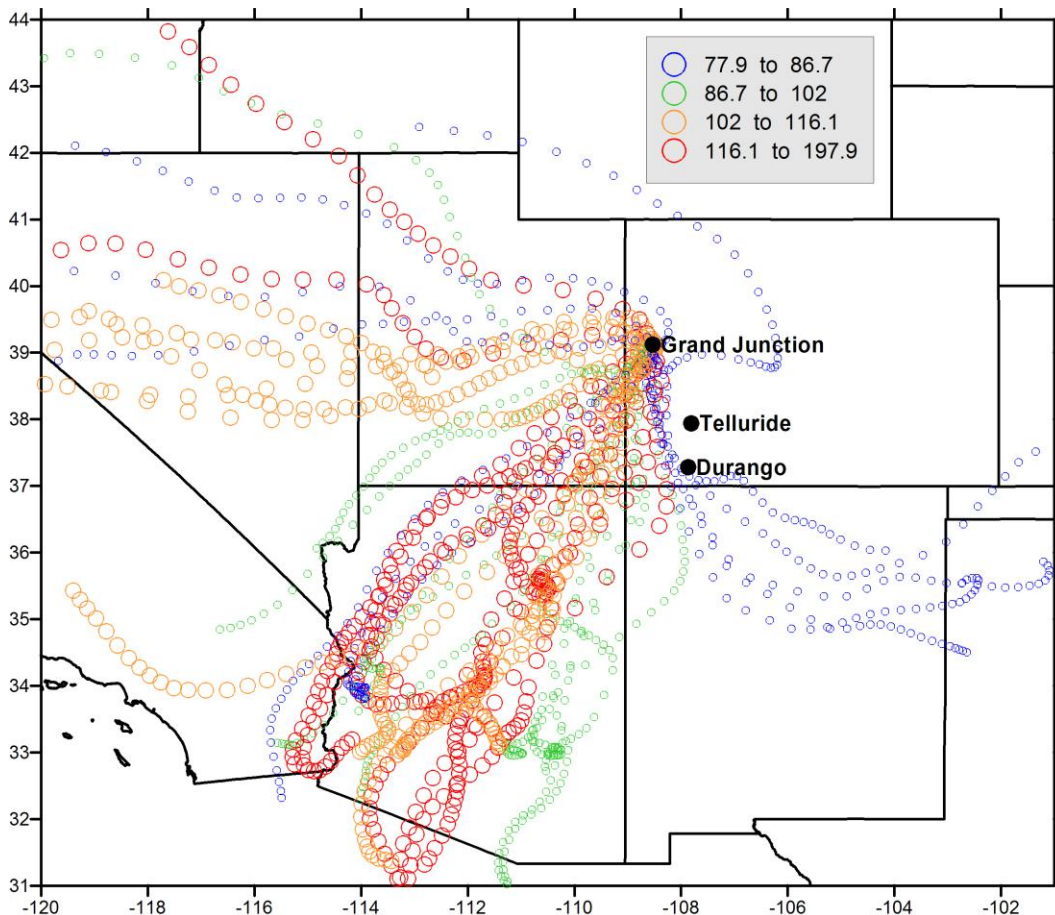 44
43
42
41
40
39
38
37
36
35
34
33
32
31
77.9 to 86.7
86.7 to 102
102 to 116.1
116.1 to 197.9
Grand Junction
Telluride
Durango
-120 -118 -116 -114 -112 -110 -108 -106 -104 -102